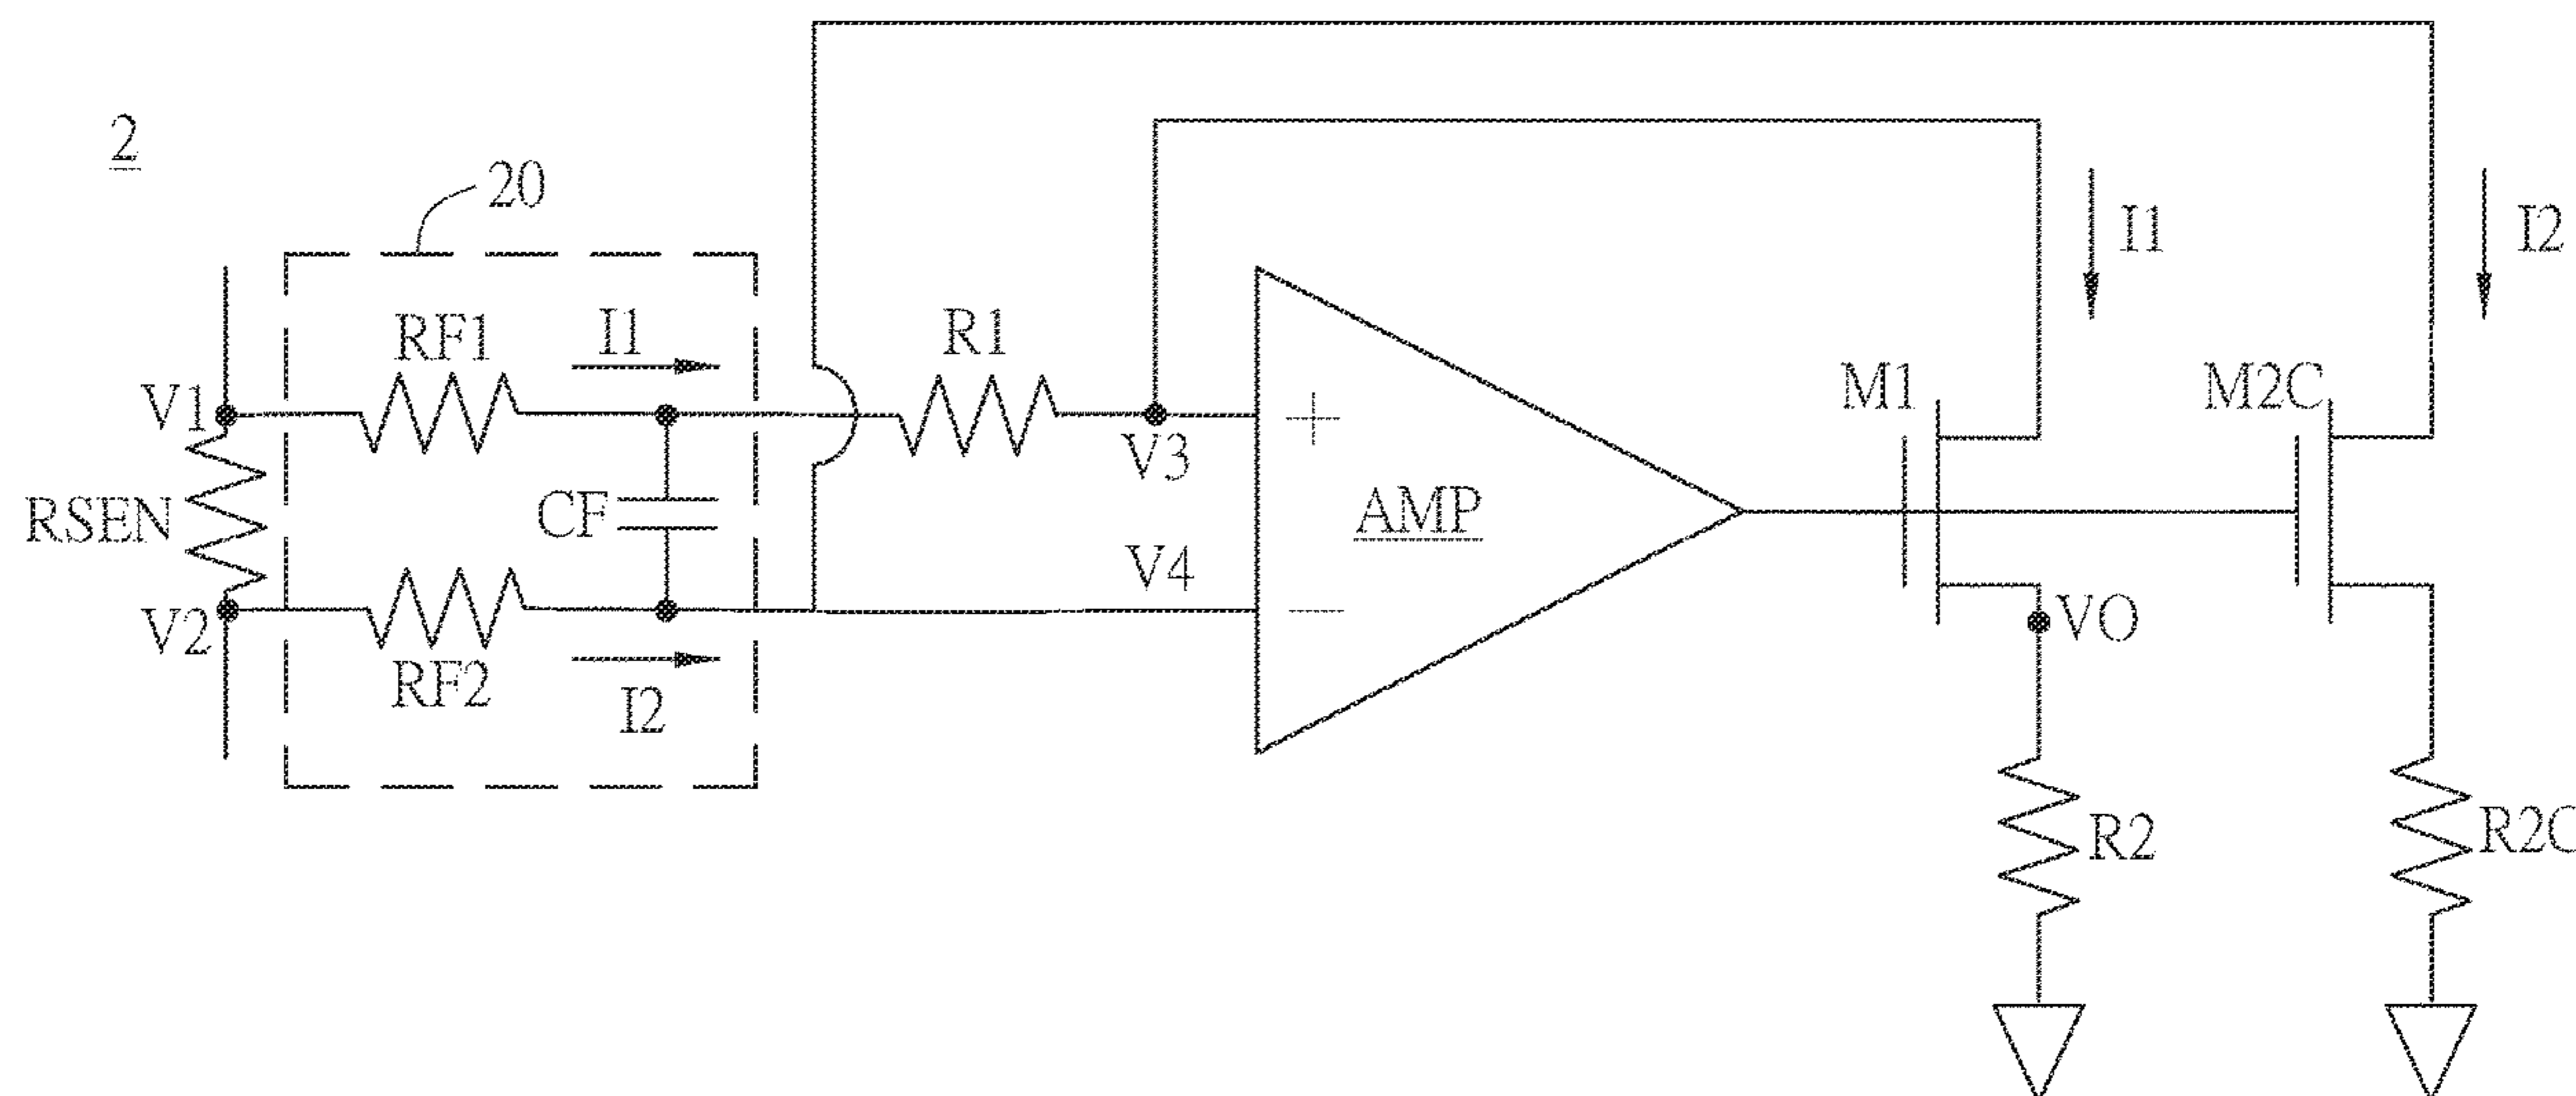 2
20
I1
I2
RF1
I1
R1
V1
V3
M1
M2C
RSEN
CF
AMP
V4
V2
RF2
I2
+
−
VO
R2
R2C